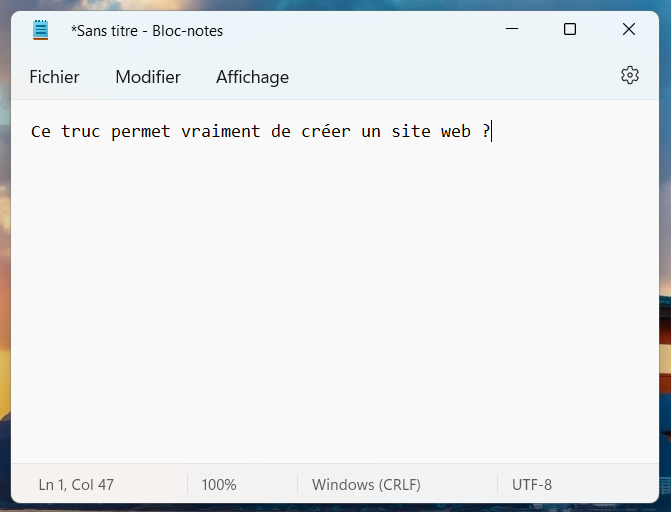 *Sans titre - Bloc-notes
Fichier Modifier Affichage
Ce truc permet vraiment de créer un site web ?
Ln 1, Col 47 100% Windows (CRLF) UTF-8